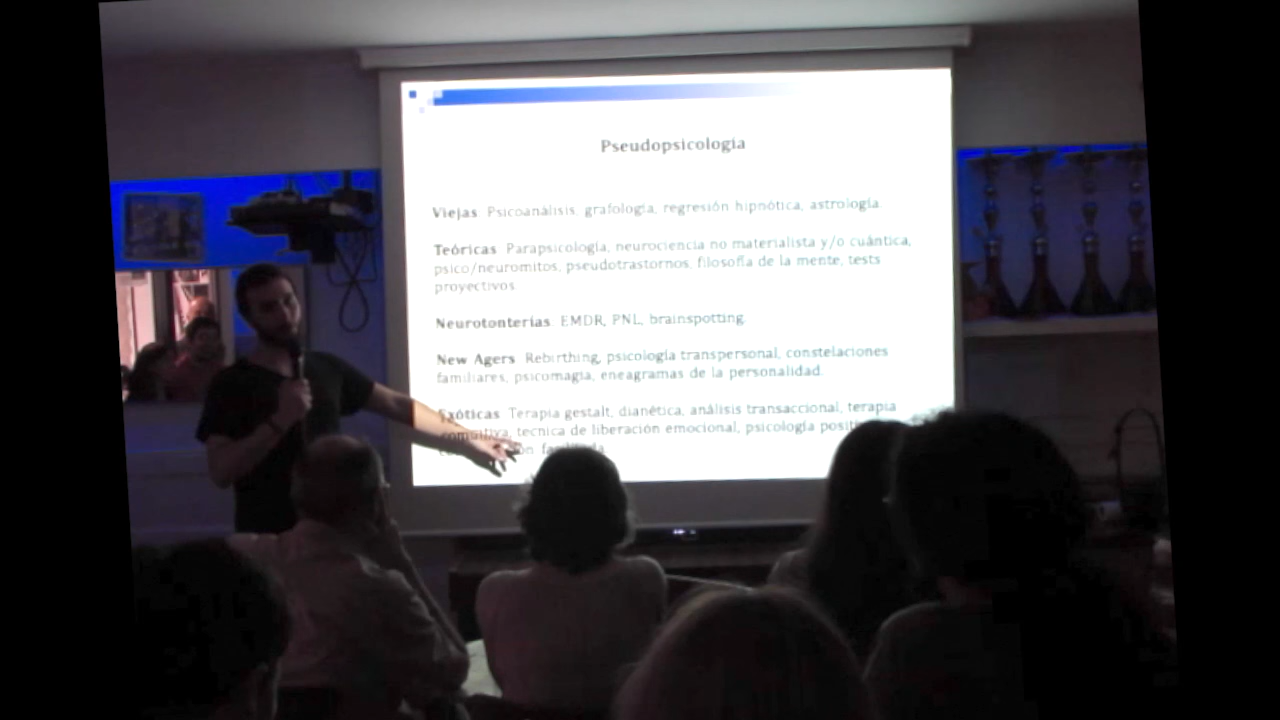 Pseudopsicología
Viejas Psicoanálisis, grafología, regresión hipnótica, astrología.
Teóricas Parapsicología, neurociencia no materialista y/o cuántica,
psico/neuromitos, pseudotrastornos, filosofía de la mente, tests
proyectivos
Neurotonterías EMDR, PNL, brainspotting.
New Agers Rebirthing, psicología transpersonal, constelaciones
familiares, psicomagia, eneagramas de la personalidad.
Exóticas Terapia gestalt, dianética, análisis transaccional, terapia
tecnica de liberación emocional, psicología